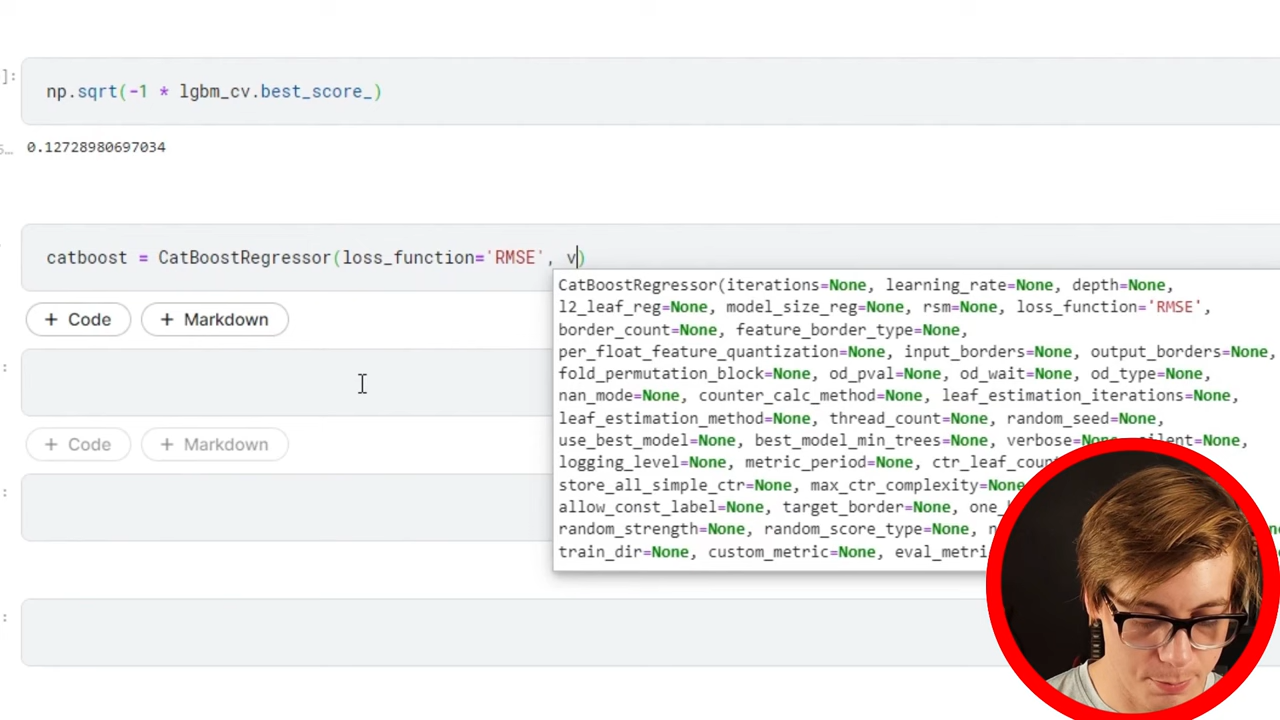 ]:
np.sqrt(-1 * lgbm_cv.best_score_)
0.12728980697034
catboost = CatBoostRegressor(loss_function='RMSE', v)
CatBoostRegressor(iterations=None, learning_rate=None, depth=None,
l2_leaf_reg=None, model_size_reg=None, rsm=None, loss_function='RMSE',
border_count=None, feature_border_type=None,
per_float_feature_quantization=None, input_borders=None, output_borders=None,
fold_permutation_block=None, od_pval=None, od_wait=None, od_type=None,
nan_mode=None, counter_calc_method=None, leaf_estimation_iterations=None,
leaf_estimation_method=None, thread_count=None, random_seed=None,
use_best_model=None, best_model_min_trees=None, verbose=None, silent=None,
logging_level=None, metric_period=None,
store_all_simple_ctr=None, max_ctr_complexity=None
allow_const_label=None, target_border=None,
random_strength=None, random_score_type=None,
train_dir=None, custom_metric=None,
+ Code + Markdown
:
+ Code + Markdown
:
: